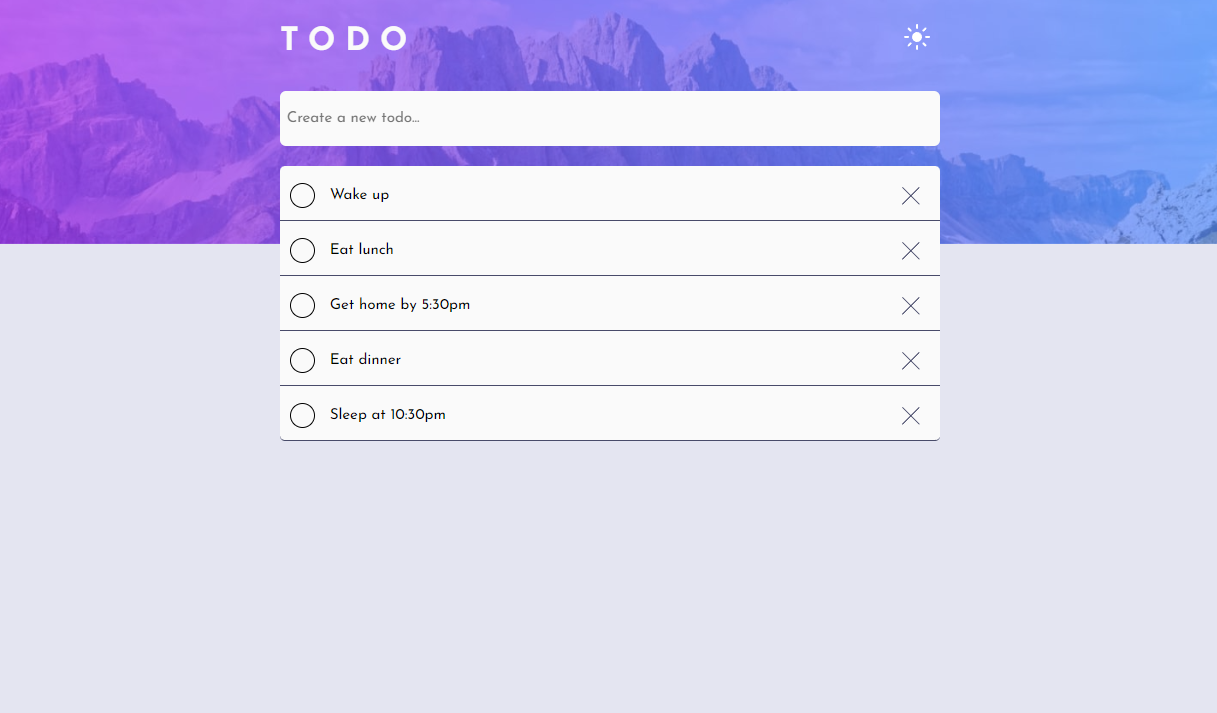 TODO
Create a new todo...
Wake up
Eat lunch
Get home by 5:30pm
Eat dinner
Sleep at 10:30pm